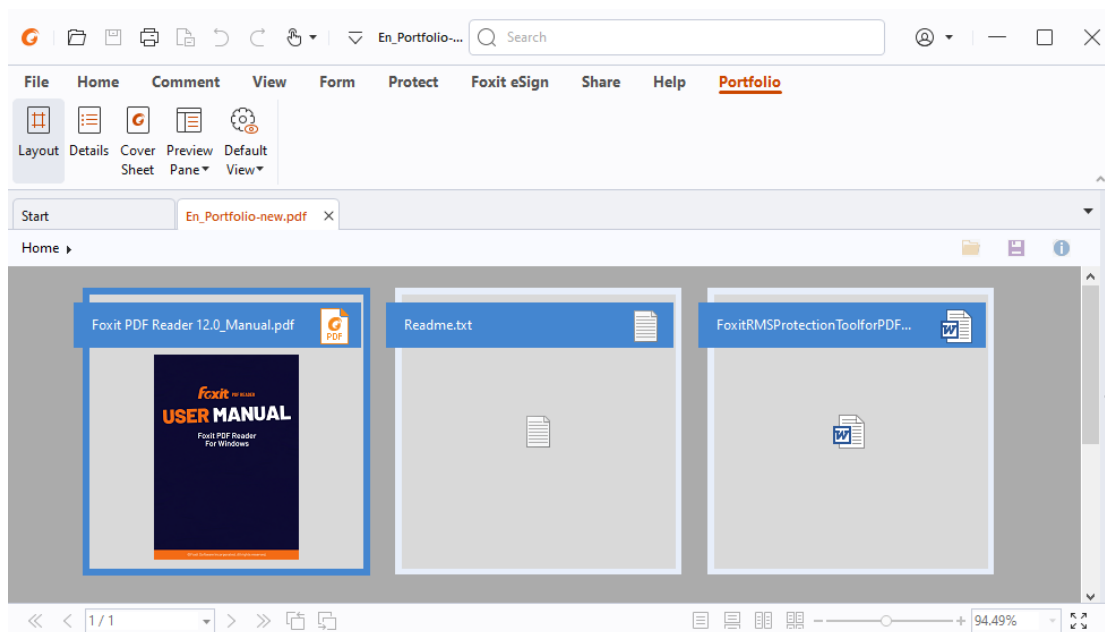 En_Portfolio-...
Search
File Home Comment View Form Protect Foxit eSign Share Help Portfolio
Layout Details Cover Sheet Preview Pane Default View
Start En_Portfolio-new.pdf
Home
Foxit PDF Reader 12.0_Manual.pdf
PDF
Readme.txt
FoxitRMSProtectionToolforPDF...
W
Foxit PDF READER
USER MANUAL
Foxit PDF Reader
For Windows
W
1 / 1
94.49%